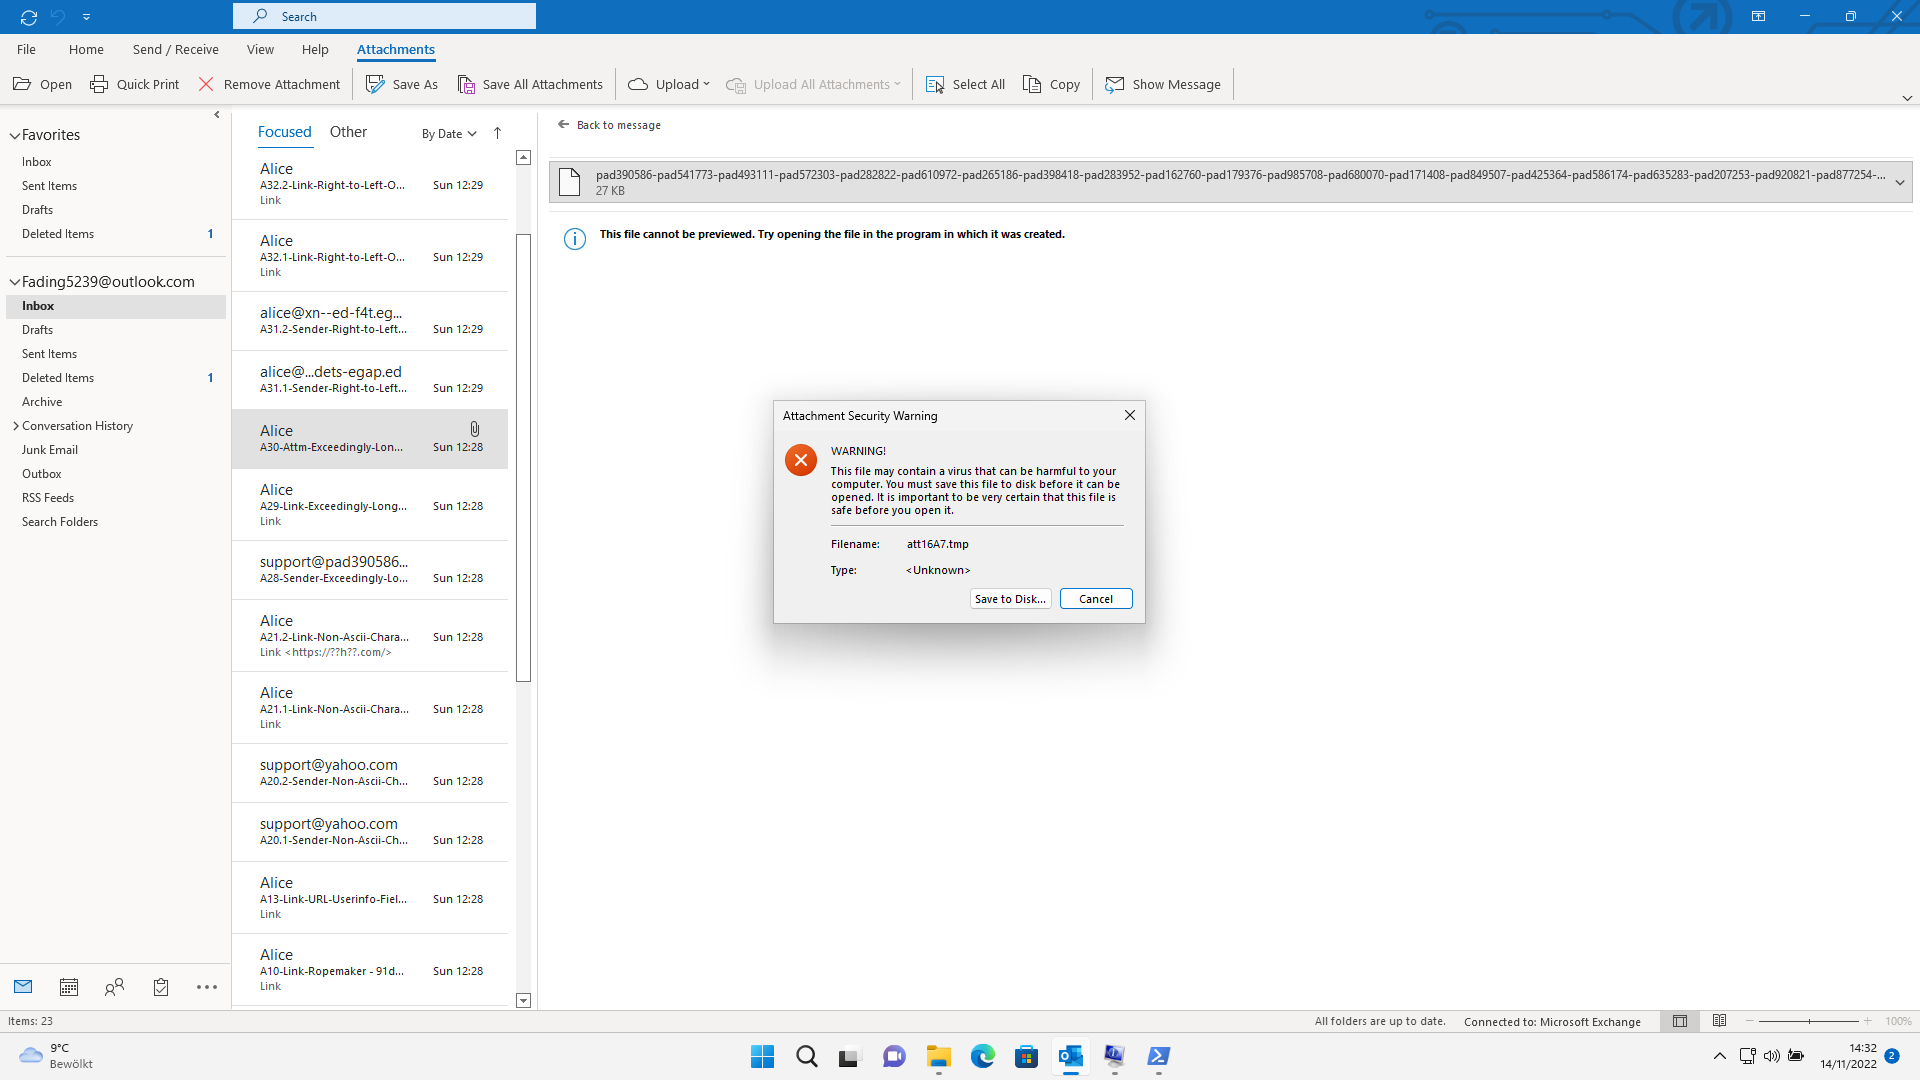 Search
File Home Send / Receive View Help Attachments
Open Quick Print Remove Attachment Save As Save All Attachments Upload Upload All Attachments Select All Copy Show Message
Favorites
Inbox
Sent Items
Drafts
Deleted Items 1
Fading5239@outlook.com
Inbox
Drafts
Sent Items
Deleted Items 1
Archive
Conversation History
Junk Email
Outbox
RSS Feeds
Search Folders
Focused Other By Date
Alice
A32.2-Link-Right-to-Left-O... Sun 12:29
Link
Alice
A32.1-Link-Right-to-Left-O... Sun 12:29
Link
alice@xn--ed-f4t.eg...
A31.2-Sender-Right-to-Left... Sun 12:29
alice@...dets-egap.ed
A31.1-Sender-Right-to-Left... Sun 12:29
Alice
A30-Attm-Exceedingly-Lon... Sun 12:28
Alice
A29-Link-Exceedingly-Long... Sun 12:28
Link
support@pad390586...
A28-Sender-Exceedingly-Lo... Sun 12:28
Alice
A21.2-Link-Non-Ascii-Chara... Sun 12:28
Link <https://??h??.com/>
Alice
A21.1-Link-Non-Ascii-Chara... Sun 12:28
Link
support@yahoo.com
A20.2-Sender-Non-Ascii-Ch... Sun 12:28
support@yahoo.com
A20.1-Sender-Non-Ascii-Ch... Sun 12:28
Alice
A13-Link-URL-Userinfo-Fiel... Sun 12:28
Link
Alice
A10-Link-Ropemaker - 91d... Sun 12:28
Link
Back to message
pad390586-pad541773-pad493111-pad572303-pad282822-pad610972-pad265186-pad398418-pad283952-pad162760-pad179376-pad985708-pad680070-pad171408-pad849507-pad425364-pad586174-pad635283-pad207253-pad920821-pad877254-...
27 KB
This file cannot be previewed. Try opening the file in the program in which it was created.
Attachment Security Warning
WARNING!
This file may contain a virus that can be harmful to your
computer. You must save this file to disk before it can be
opened. It is important to be very certain that this file is
safe before you open it.
Filename: att16A7.tmp
Type: <Unknown>
Save to Disk... Cancel
Items: 23 All folders are up to date. Connected to: Microsoft Exchange 100%
9°C
Bewölkt
14:32
14/11/2022 2